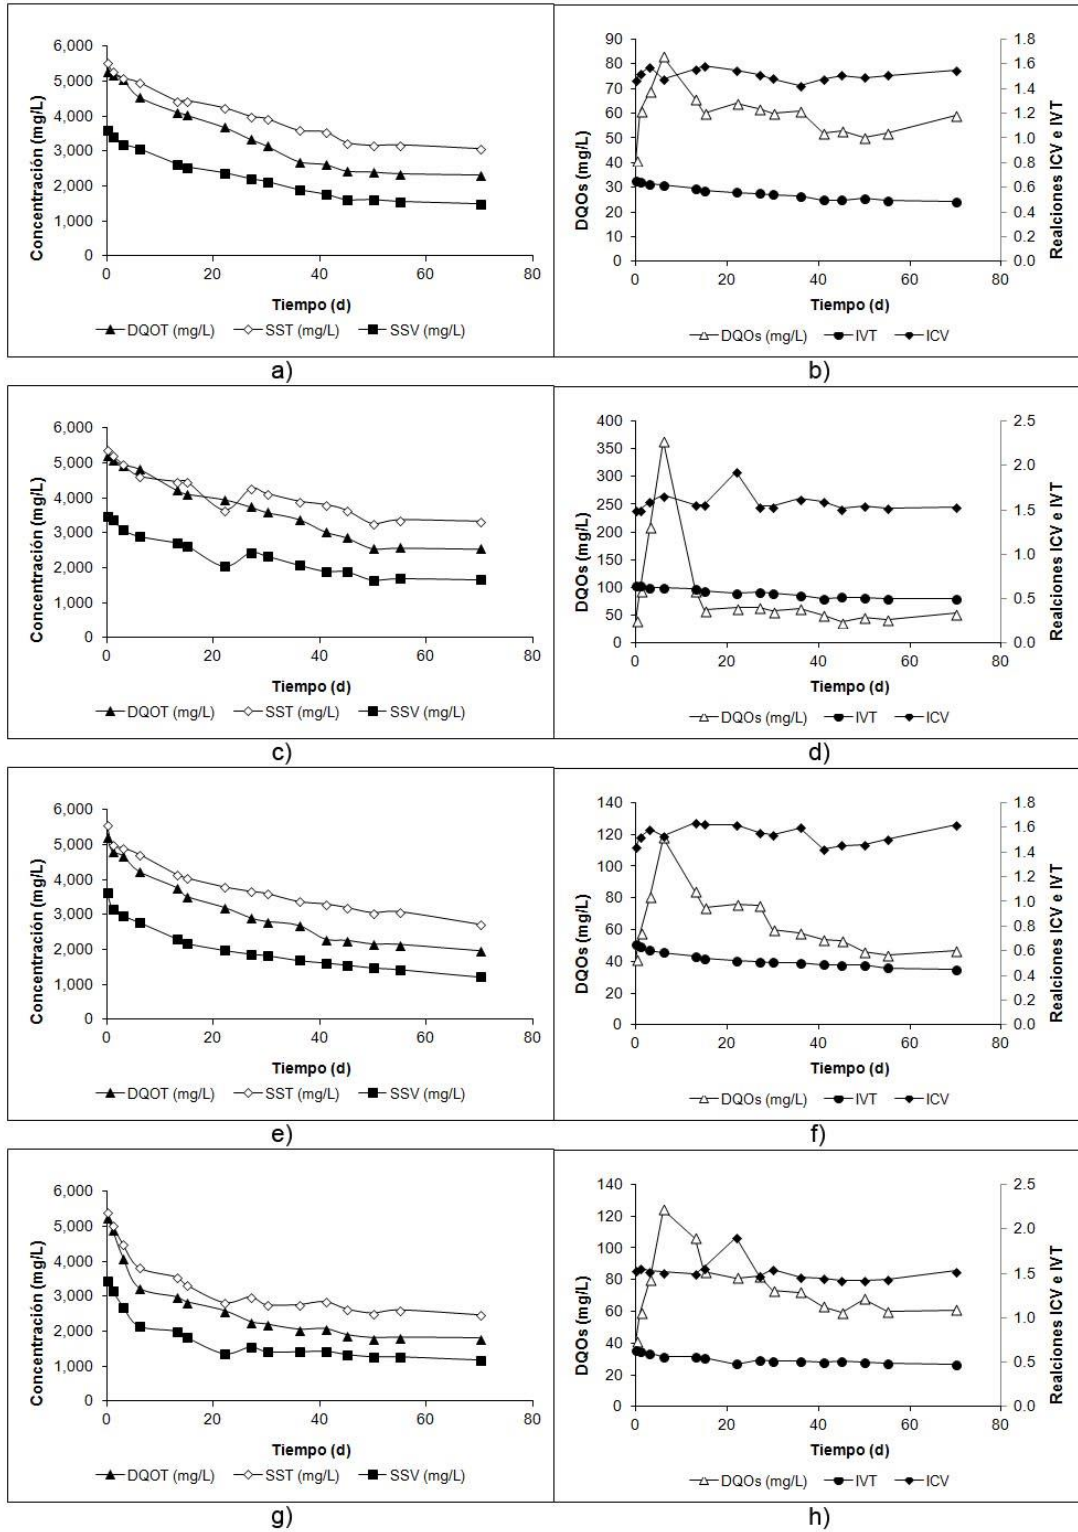 6,000
5,000
4,000
3,000
2,000
1,000
0
Concentración (mg/L)
0 20 40 60 80
Tiempo (d)
DQOT (mg/L) SST (mg/L) SSV (mg/L)
a)
90
80
70
60
50
40
30
20
10
0
DQOs (mg/L)
1.8
1.6
1.4
1.2
1.0
0.8
0.6
0.4
0.2
0.0
Realciones ICV e IVT
0 20 40 60 80
Tiempo (d)
DQOs (mg/L) IVT ICV
b)
6,000
5,000
4,000
3,000
2,000
1,000
0
Concentración (mg/L)
0 20 40 60 80
Tiempo (d)
DQOT (mg/L) SST (mg/L) SSV (mg/L)
c)
400
350
300
250
200
150
100
50
0
DQOs (mg/L)
2.5
2.0
1.5
1.0
0.5
0.0
Realciones ICV e IVT
0 20 40 60 80
Tiempo (d)
DQOs (mg/L) IVT ICV
d)
6,000
5,000
4,000
3,000
2,000
1,000
0
Concentración (mg/L)
0 20 40 60 80
Tiempo (d)
DQOT (mg/L) SST (mg/L) SSV (mg/L)
e)
140
120
100
80
60
40
20
0
DQOs (mg/L)
1.8
1.6
1.4
1.2
1.0
0.8
0.6
0.4
0.2
0.0
Realciones ICV e IVT
0 20 40 60 80
Tiempo (d)
DQOs (mg/L) IVT ICV
f)
6,000
5,000
4,000
3,000
2,000
1,000
0
Concentración (mg/L)
0 20 40 60 80
Tiempo (d)
DQOT (mg/L) SST (mg/L) SSV (mg/L)
g)
140
120
100
80
60
40
20
0
DQOs (mg/L)
2.5
2.0
1.5
1.0
0.5
0.0
Realciones ICV e IVT
0 20 40 60 80
Tiempo (d)
DQOs (mg/L) IVT ICV
h)